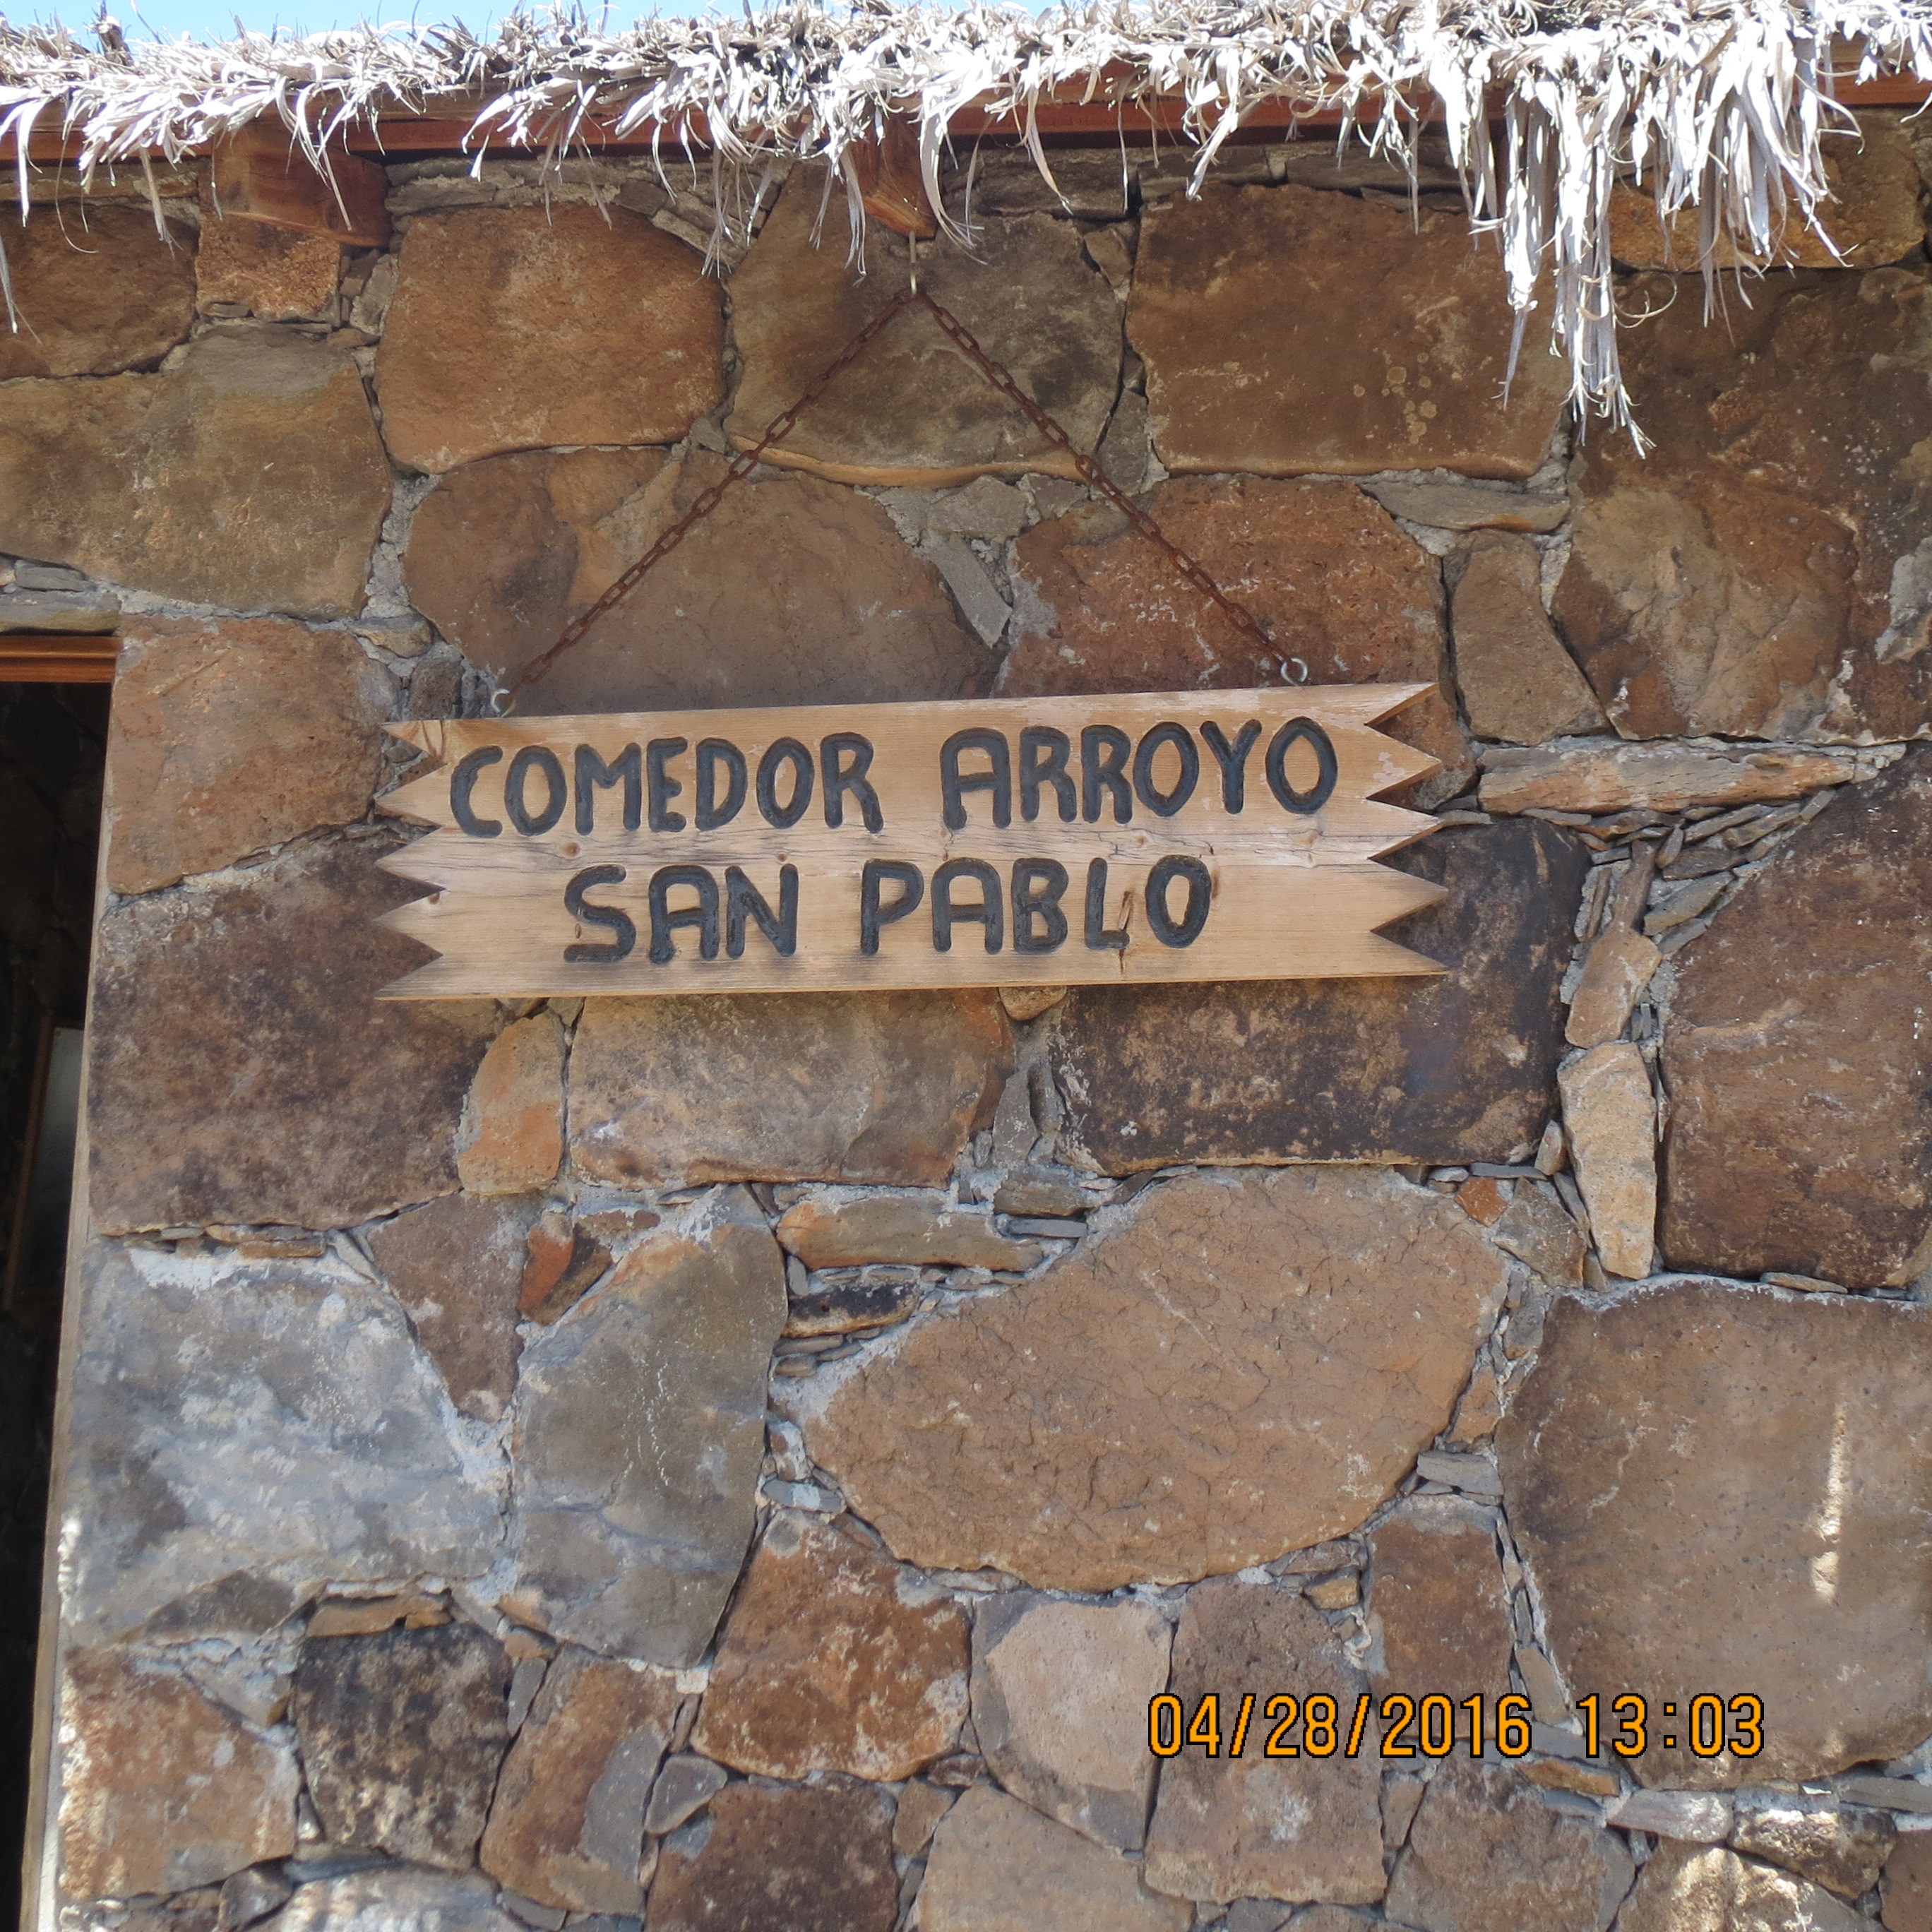 COMEDOR ARROYO
SAN PABLO
04/28/2016 13:03